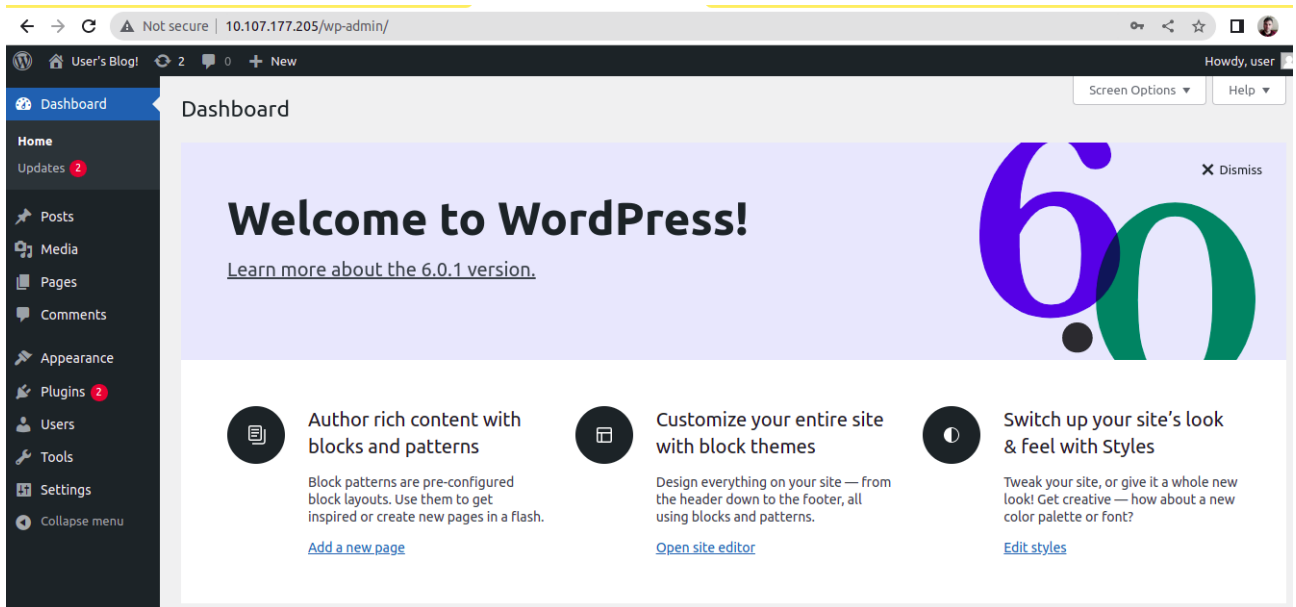 Not secure | 10.107.177.205/wp-admin/
User's Blog! 2 0 + New
Howdy, user
Dashboard
Home
Updates 2
Posts
Media
Pages
Comments
Appearance
Plugins 2
Users
Tools
Settings
Collapse menu
Screen Options ▼
Help ▼
Dashboard
Dismiss
Welcome to WordPress!
Learn more about the 6.0.1 version.
6.0
Author rich content with
blocks and patterns
Block patterns are pre-configured
block layouts. Use them to get
inspired or create new pages in a flash.
Add a new page
Customize your entire site
with block themes
Design everything on your site — from
the header down to the footer, all
using blocks and patterns.
Open site editor
Switch up your site's look
& feel with Styles
Tweak your site, or give it a whole new
look! Get creative — how about a new
color palette or font?
Edit styles